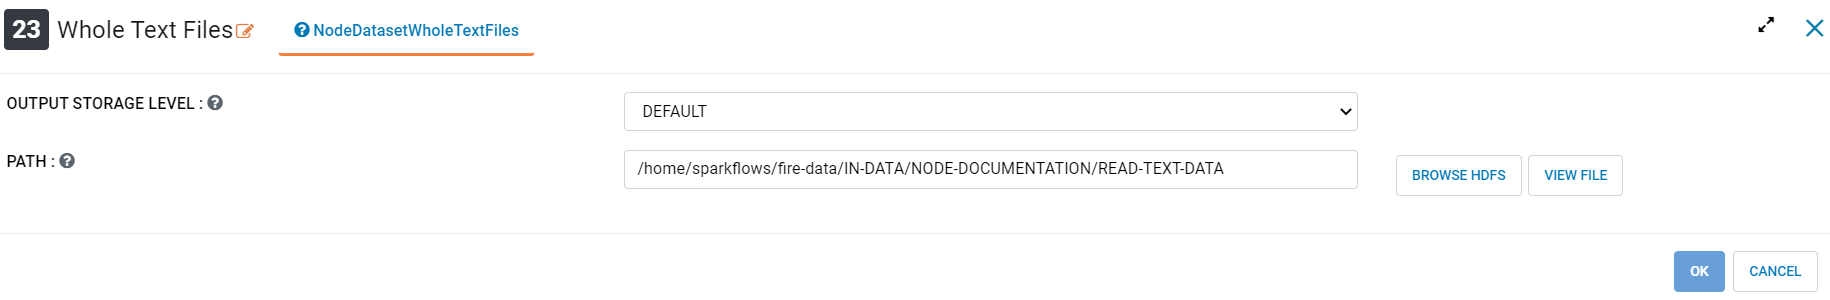 23 Whole Text Files NodeDatasetWholeTextFiles
OUTPUT STORAGE LEVEL : DEFAULT
PATH : /home/sparkflows/fire-data/IN-DATA/NODE-DOCUMENTATION/READ-TEXT-DATA BROWSE HDFS VIEW FILE
OK CANCEL